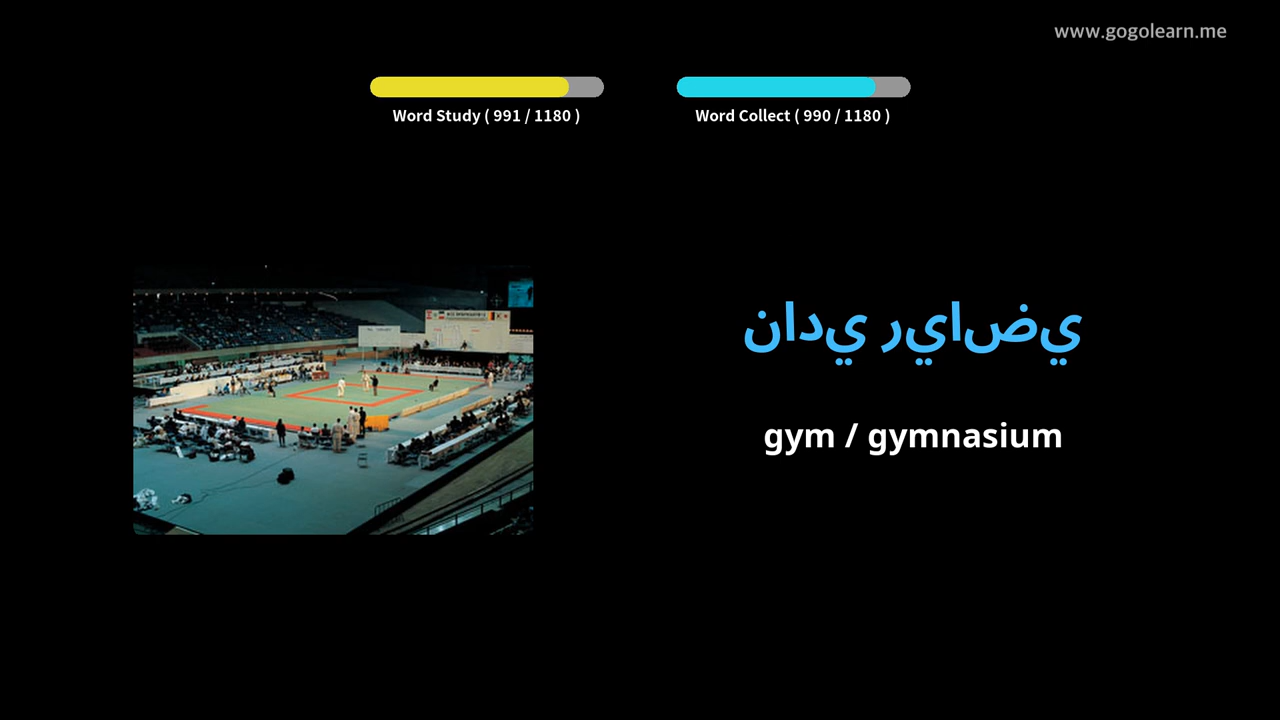 www.gogolearn.me
Word Study ( 991 / 1180 )
Word Collect ( 990 / 1180 )
نادي رياضي
gym / gymnasium